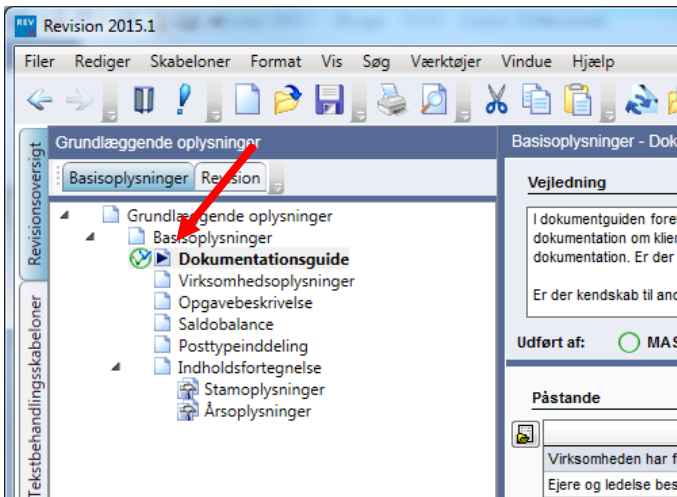 REV Revision 2015.1
Filer Rediger Skabeloner Format Vis Søg Værktøjer Vindue Hjælp
Revisionsoversigt
Tekstbehandlingsskabeloner
Grundlæggende oplysninger
Basisoplysninger Revision
Grundlæggende oplysninger
Basisoplysninger
Dokumentationsguide
Virksomhedsoplysninger
Opgavebeskrivelse
Saldobalance
Posttypeinddeling
Indholdsfortegnelse
Stamoplysninger
Årsoplysninger
Basisoplysninger - Dok
Vejledning
I dokumentguiden fore
dokumentation om klie
dokumentation. Er der
Er der kendskab til and
Udført af: MAS
Påstande
Virksomheden har f
Ejere og ledelse bes